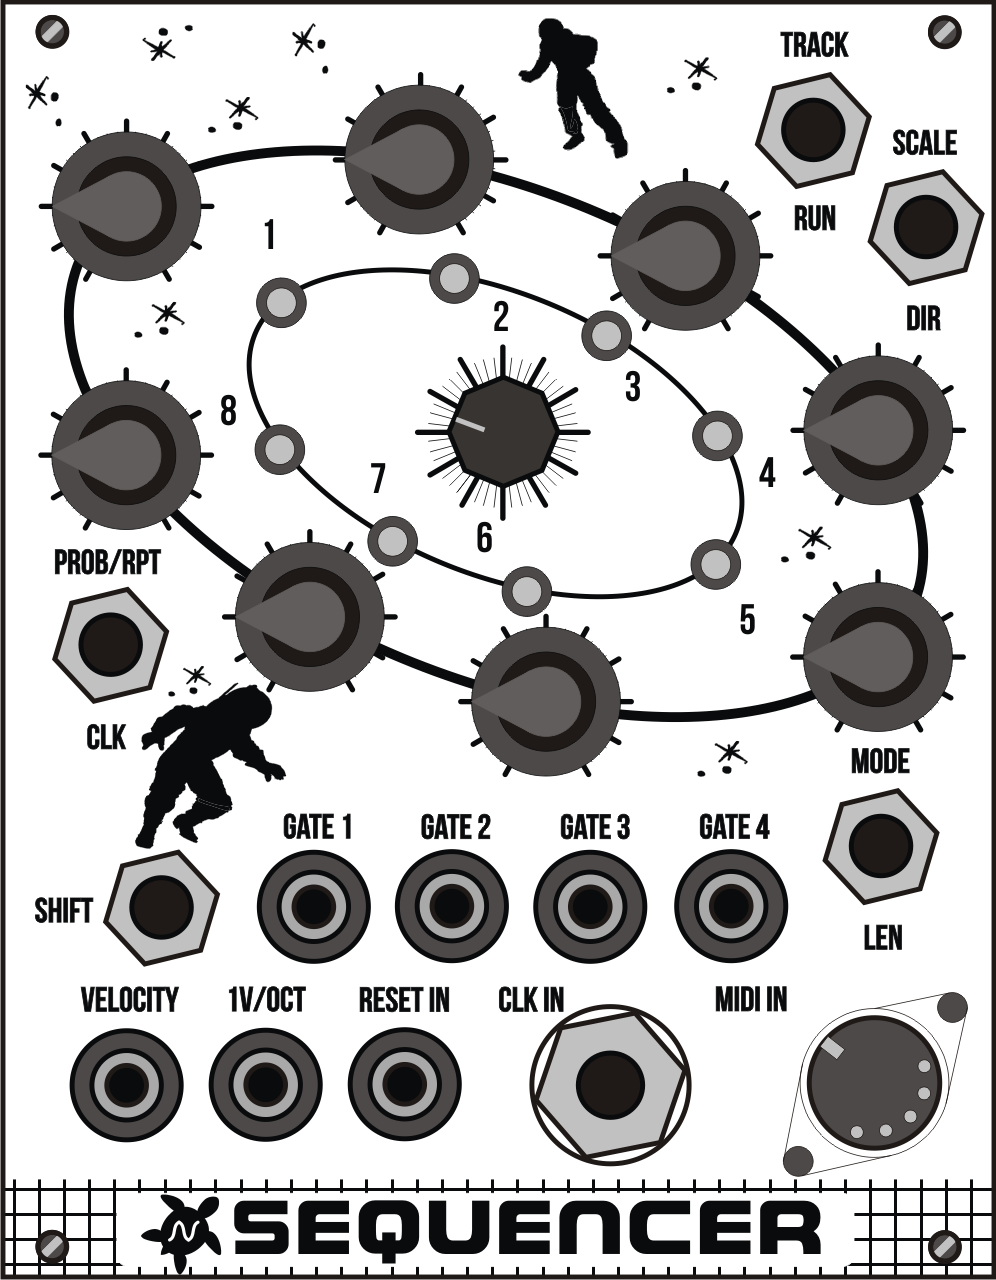 TRACK
SCALE
RUN
1
DIR
2
3
8
4
7
6
PROB/RPT
5
CLK
MODE
GATE 1 GATE 2 GATE 3 GATE 4
SHIFT
LEN
VELOCITY 1V/OCT RESET IN CLK IN MIDI IN
SEQUENCER